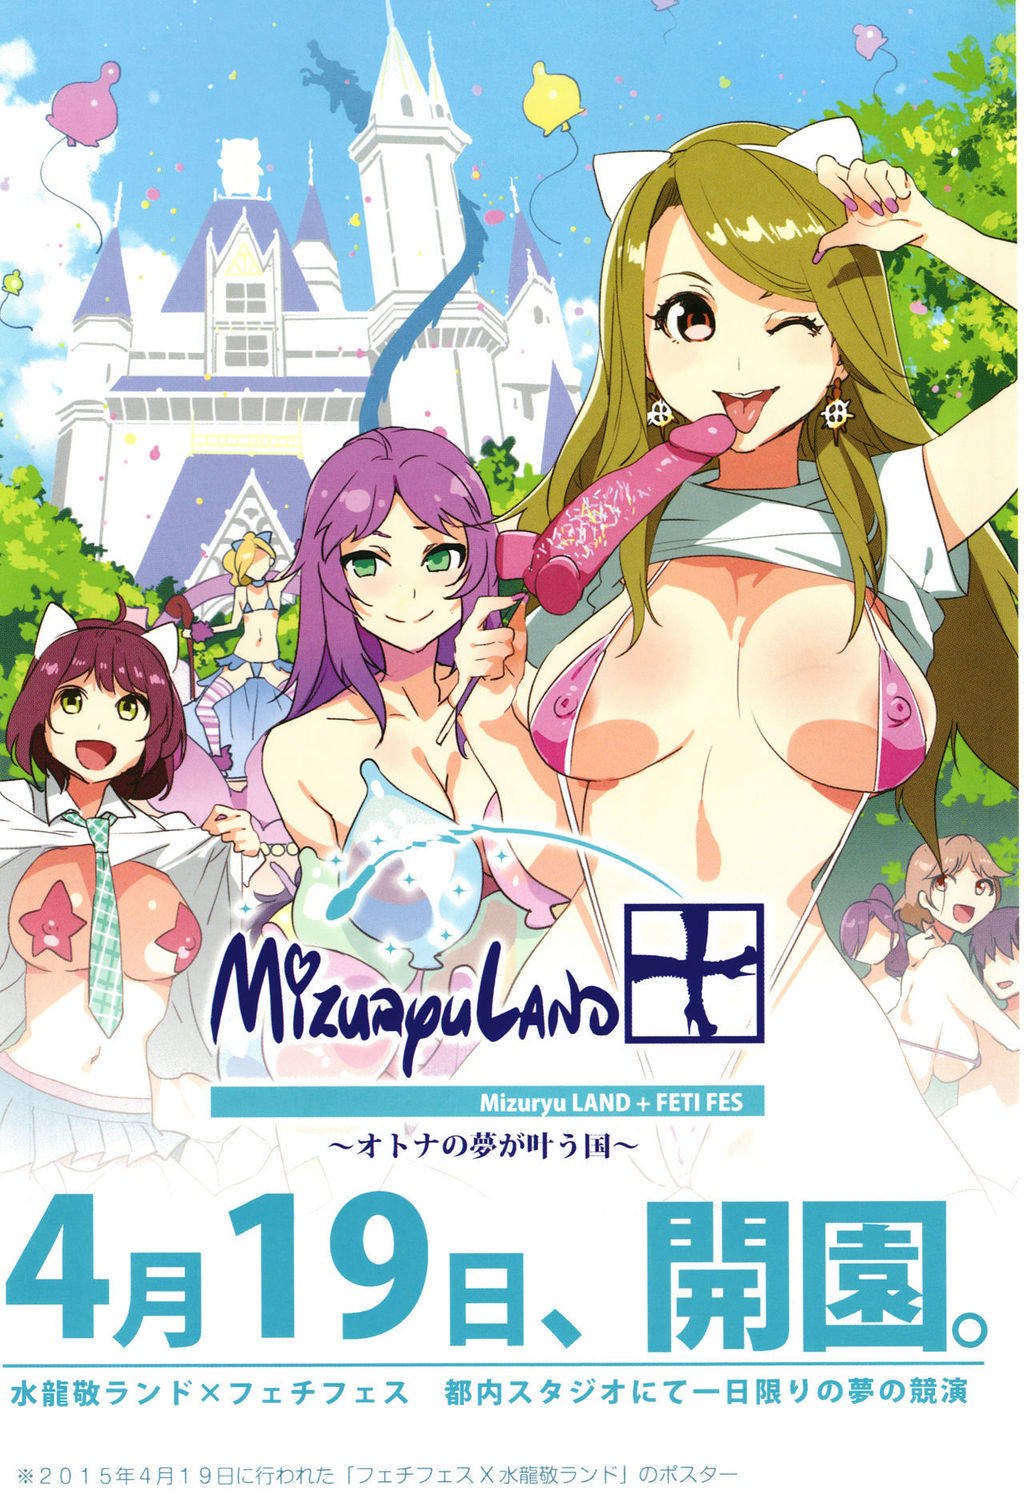 Mizuryu LAND
Mizuryu LAND + FETI FES
～オトナの夢が叶う国～
4月19日、開園。
水龍敬ランド×フェチフェス　都内スタジオにて一日限りの夢の競演
※２０１５年４月１９日に行われた「フェチフェスX水龍敬ランド」のポスター